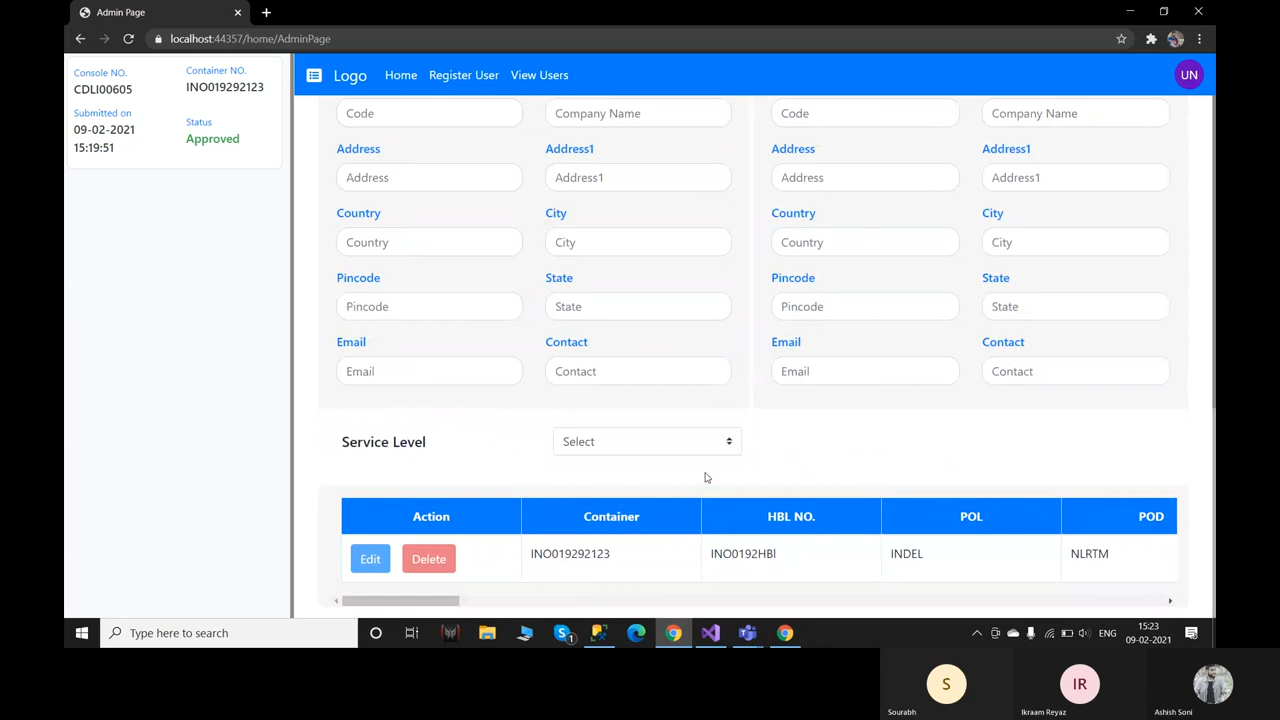 Admin Page
localhost:44357/home/AdminPage
Console NO.
CDLI00605
Container NO.
INO019292123
Submitted on
09-02-2021
15:19:51
Status
Approved
Logo Home Register User View Users UN
Code Company Name Code Company Name
Address Address1 Address Address1
Address Address1 Address Address1
Country City Country City
Country City Country City
Pincode State Pincode State
Pincode State Pincode State
Email Contact Email Contact
Email Contact Email Contact
Service Level Select
Action Container HBL NO. POL POD
Edit Delete INO019292123 INO0192HBl INDEL NLRTM
Type here to search
1
ENG
15:23
09-02-2021
S IR
Sourabh Ikraam Reyaz Ashish Soni